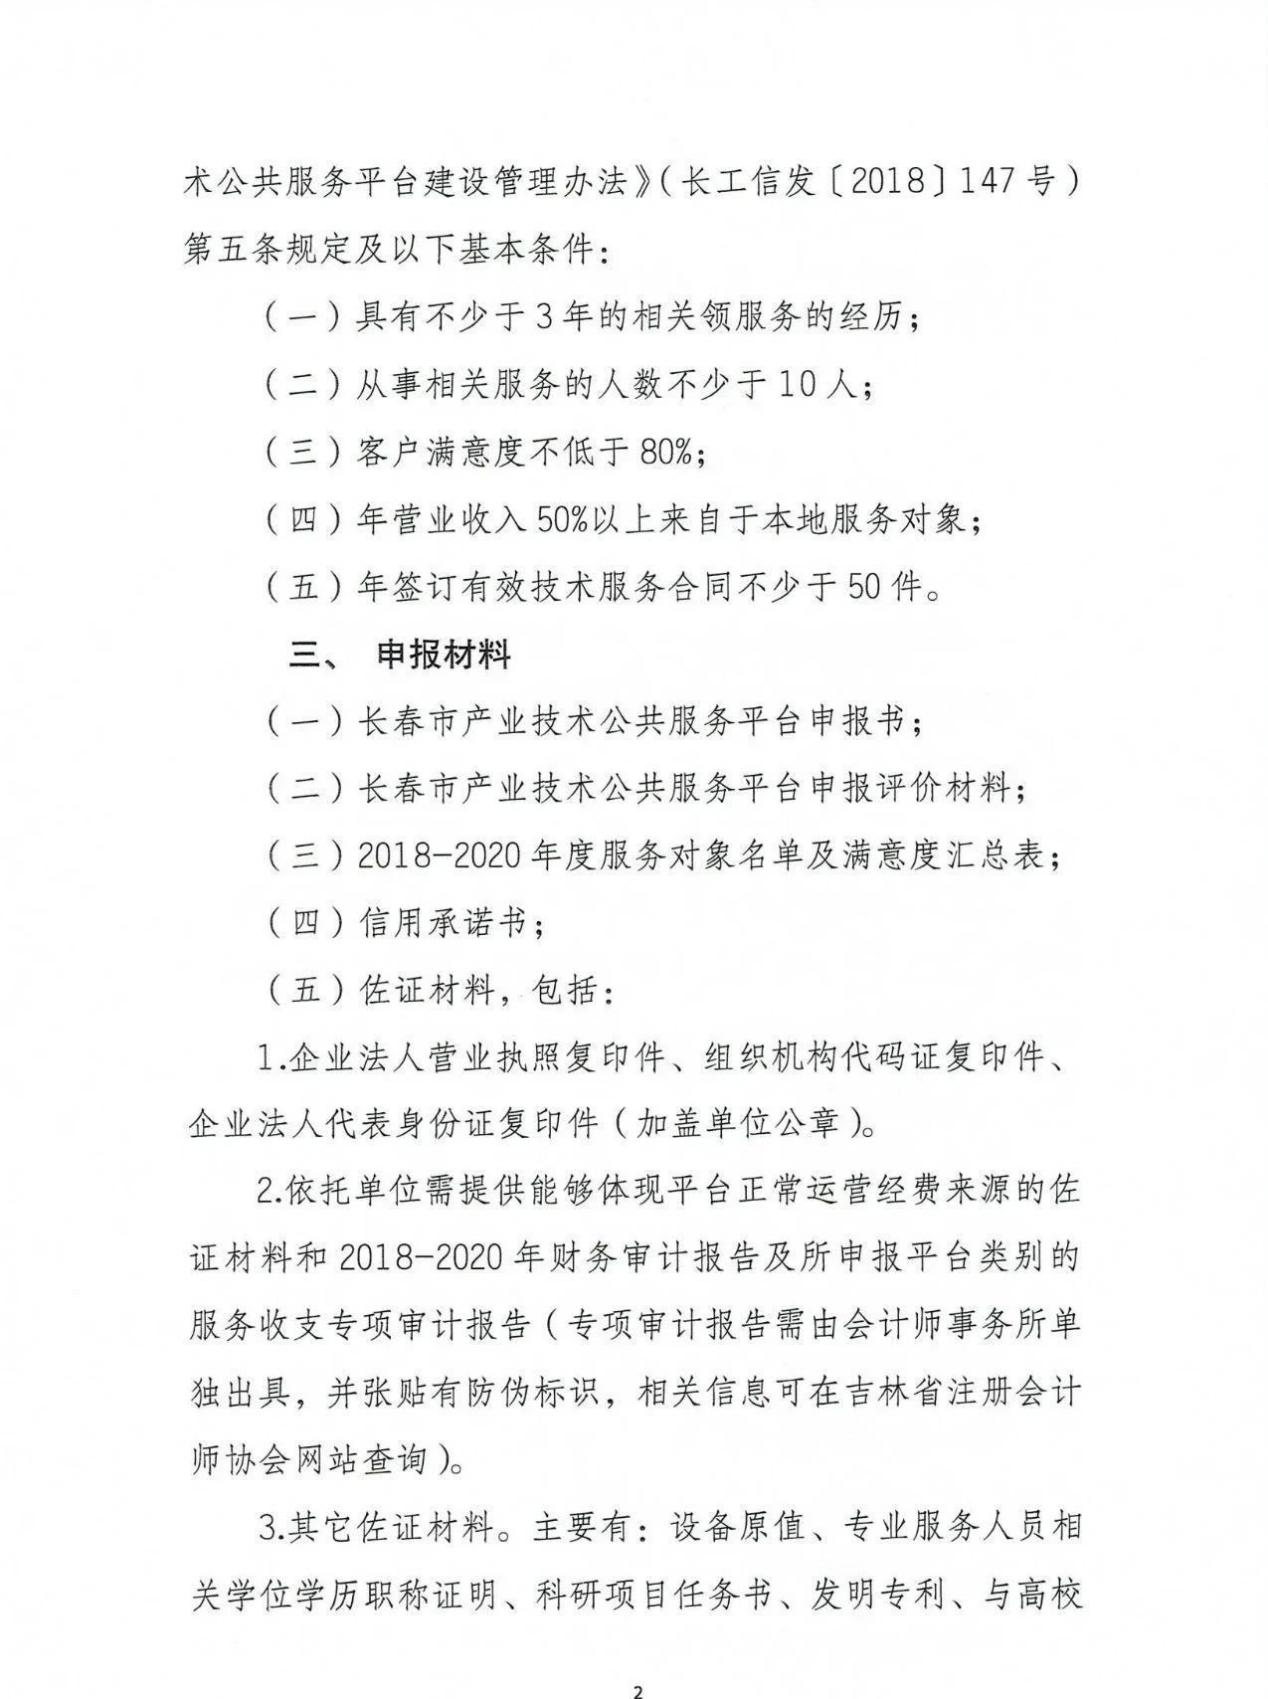 术公共服务平台建设管理办法》（长工信发〔2018〕147号）
第五条规定及以下基本条件：
（一）具有不少于3年的相关领服务的经历；
（二）从事相关服务的人数不少于10人；
（三）客户满意度不低于80%；
（四）年营业收入50%以上来自于本地服务对象；
（五）年签订有效技术服务合同不少于50件。
三、 申报材料
（一）长春市产业技术公共服务平台申报书；
（二）长春市产业技术公共服务平台申报评价材料；
（三）2018-2020年度服务对象名单及满意度汇总表；
（四）信用承诺书；
（五）佐证材料，包括：
1.企业法人营业执照复印件、组织机构代码证复印件、
企业法人代表身份证复印件（加盖单位公章）。
2.依托单位需提供能够体现平台正常运营经费来源的佐
证材料和2018-2020年财务审计报告及所申报平台类别的
服务收支专项审计报告（专项审计报告需由会计师事务所单
独出具，并张贴有防伪标识，相关信息可在吉林省注册会计
师协会网站查询）。
3.其它佐证材料。主要有：设备原值、专业服务人员相
关学位学历职称证明、科研项目任务书、发明专利、与高校
2